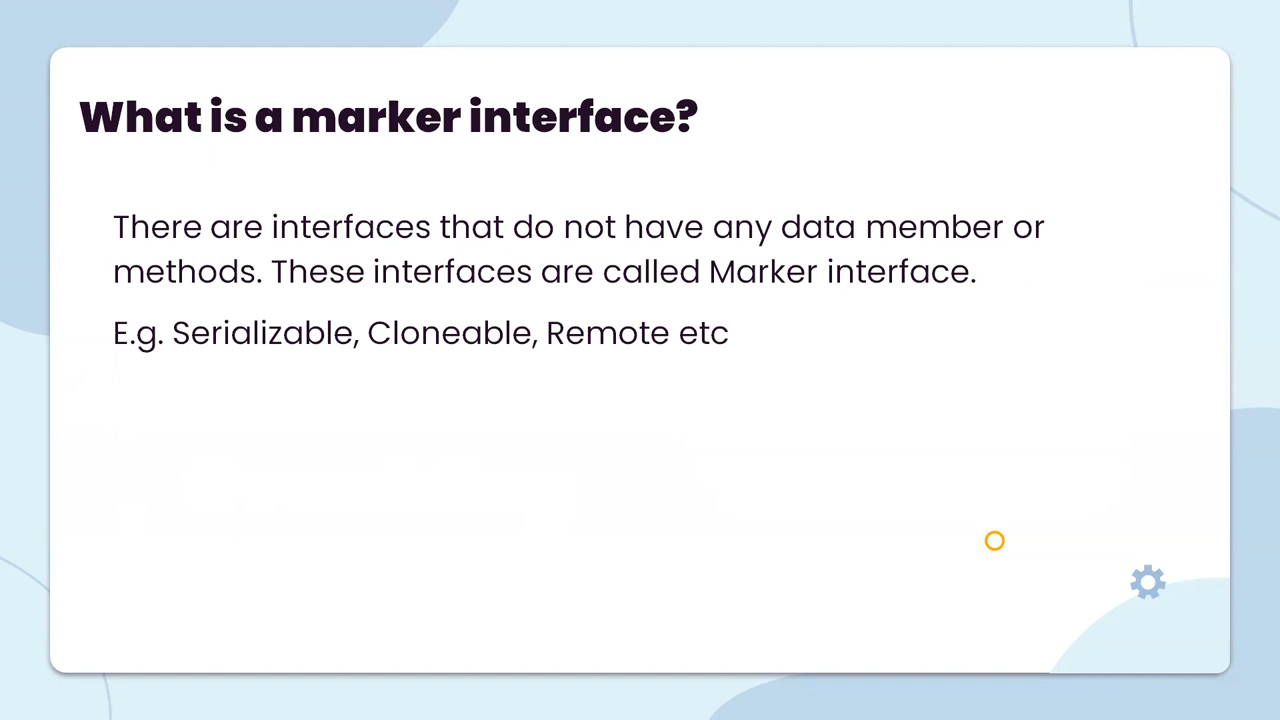 What is a marker interface?
There are interfaces that do not have any data member or
methods. These interfaces are called Marker interface.
E.g. Serializable, Cloneable, Remote etc